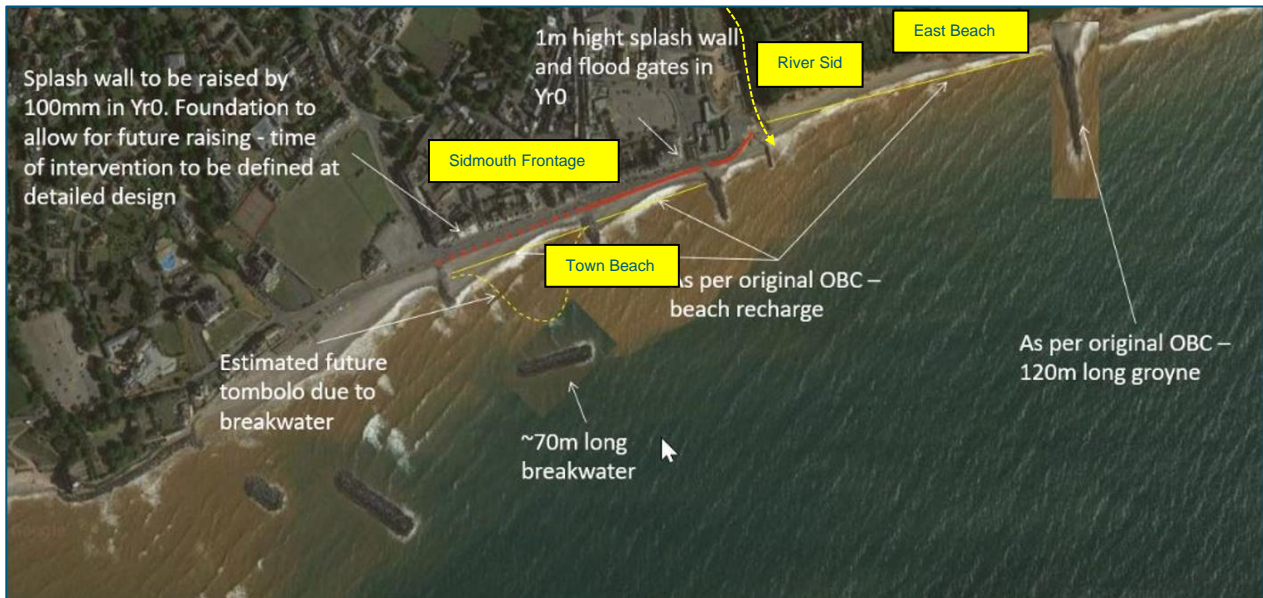 Splash wall to be raised by
100mm in Yr0. Foundation to
allow for future raising - time
of intervention to be defined at
detailed design
1m hight splash wall
and flood gates in
Yr0
River Sid
East Beach
Sidmouth Frontage
Town Beach
As per original OBC –
beach recharge
As per original OBC –
120m long groyne
Estimated future
tombolo due to
breakwater
~70m long
breakwater